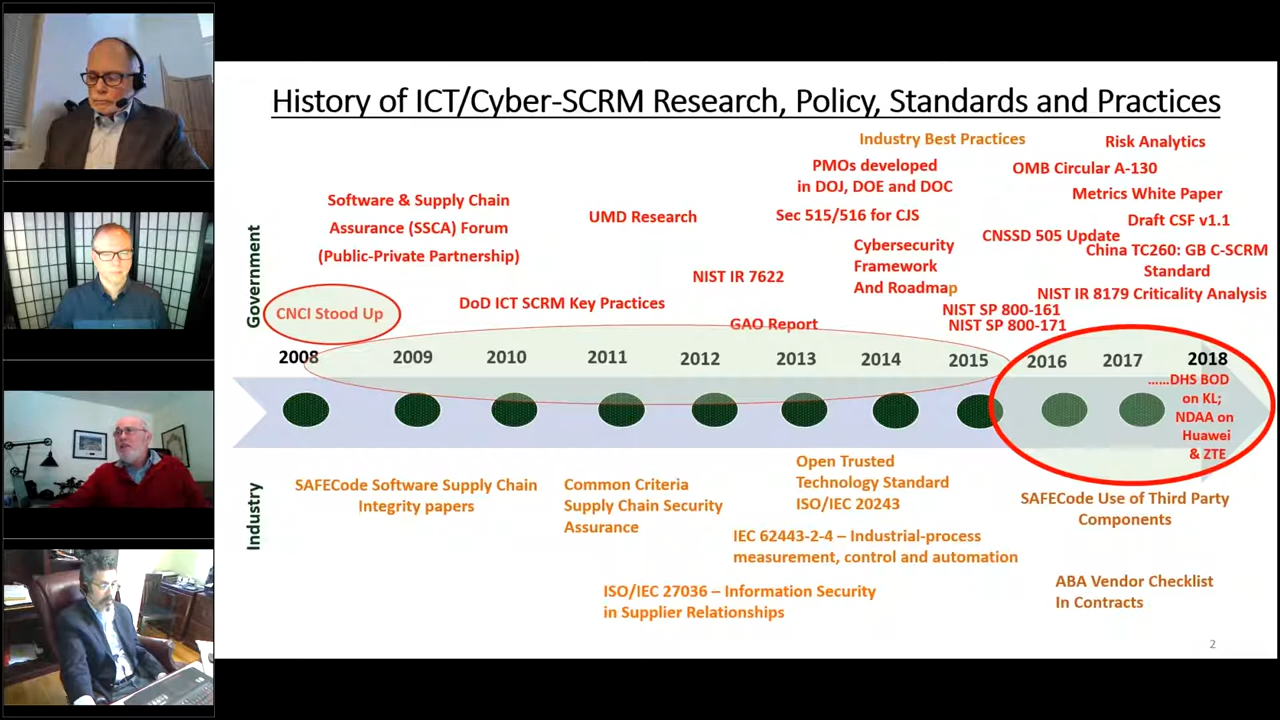 History of ICT/Cyber-SCRM Research, Policy, Standards and Practices
Industry Best Practices
Risk Analytics
PMOs developed
in DOJ, DOE and DOC
OMB Circular A-130
Metrics White Paper
Software & Supply Chain
Assurance (SSCA) Forum
(Public-Private Partnership)
UMD Research
Sec 515/516 for CJS
Draft CSF v1.1
CNSSD 505 Update
Cybersecurity
Framework
And Roadmap
China TC260: GB C-SCRM
Standard
NIST IR 7622
NIST IR 8179 Criticality Analysis
Government
CNCI Stood Up
DoD ICT SCRM Key Practices
NIST SP 800-161
NIST SP 800-171
GAO Report
2008
2009
2010
2011
2012
2013
2014
2015
2016
2017
2018
......DHS BOD
on KL;
NDAA on
Huawei
& ZTE
Industry
SAFECode Software Supply Chain
Integrity papers
Common Criteria
Supply Chain Security
Assurance
Open Trusted
Technology Standard
ISO/IEC 20243
SAFECode Use of Third Party
Components
IEC 62443-2-4 – Industrial-process
measurement, control and automation
ISO/IEC 27036 – Information Security
in Supplier Relationships
ABA Vendor Checklist
In Contracts
2